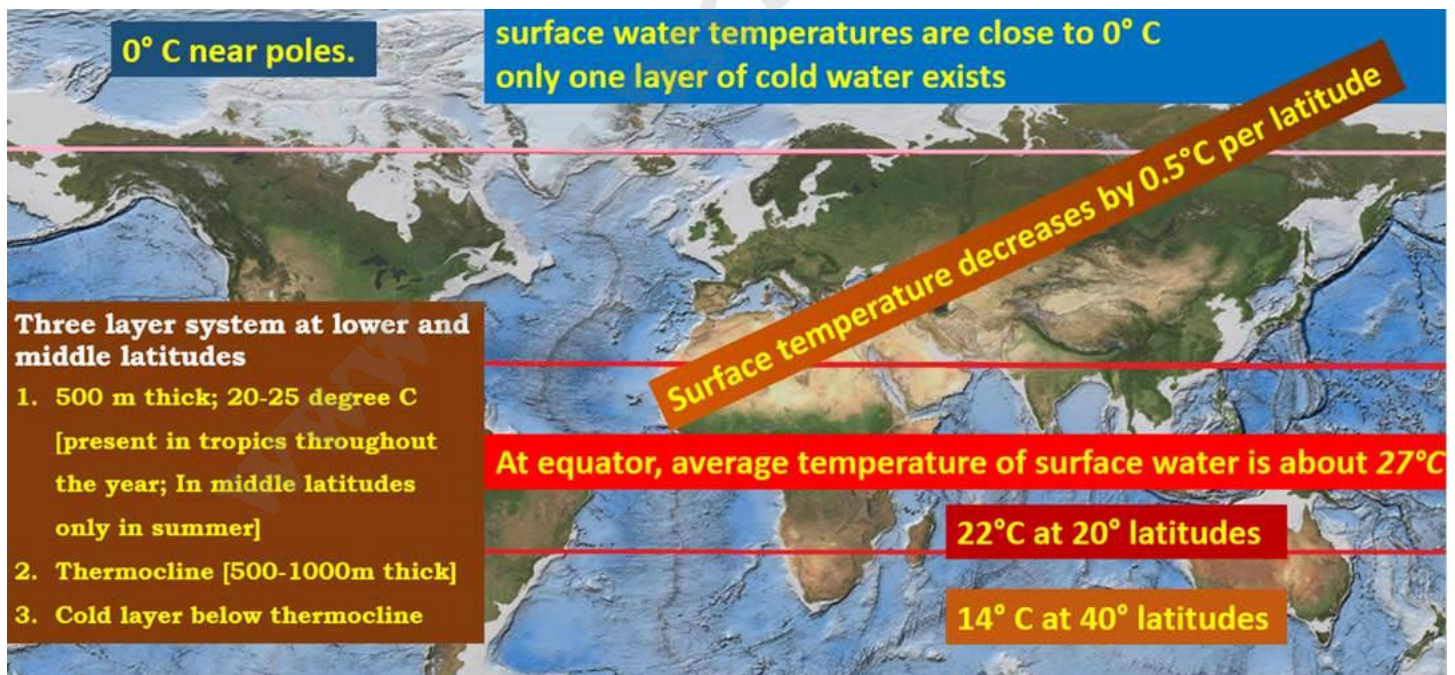 0° C near poles.
surface water temperatures are close to 0° C
only one layer of cold water exists
Surface temperature decreases by 0.5°C per latitude
Three layer system at lower and
middle latitudes
1. 500 m thick; 20-25 degree C
[present in tropics throughout
the year; In middle latitudes
only in summer]
2. Thermocline [500-1000m thick]
3. Cold layer below thermocline
At equator, average temperature of surface water is about 27°C
22°C at 20° latitudes
14° C at 40° latitudes